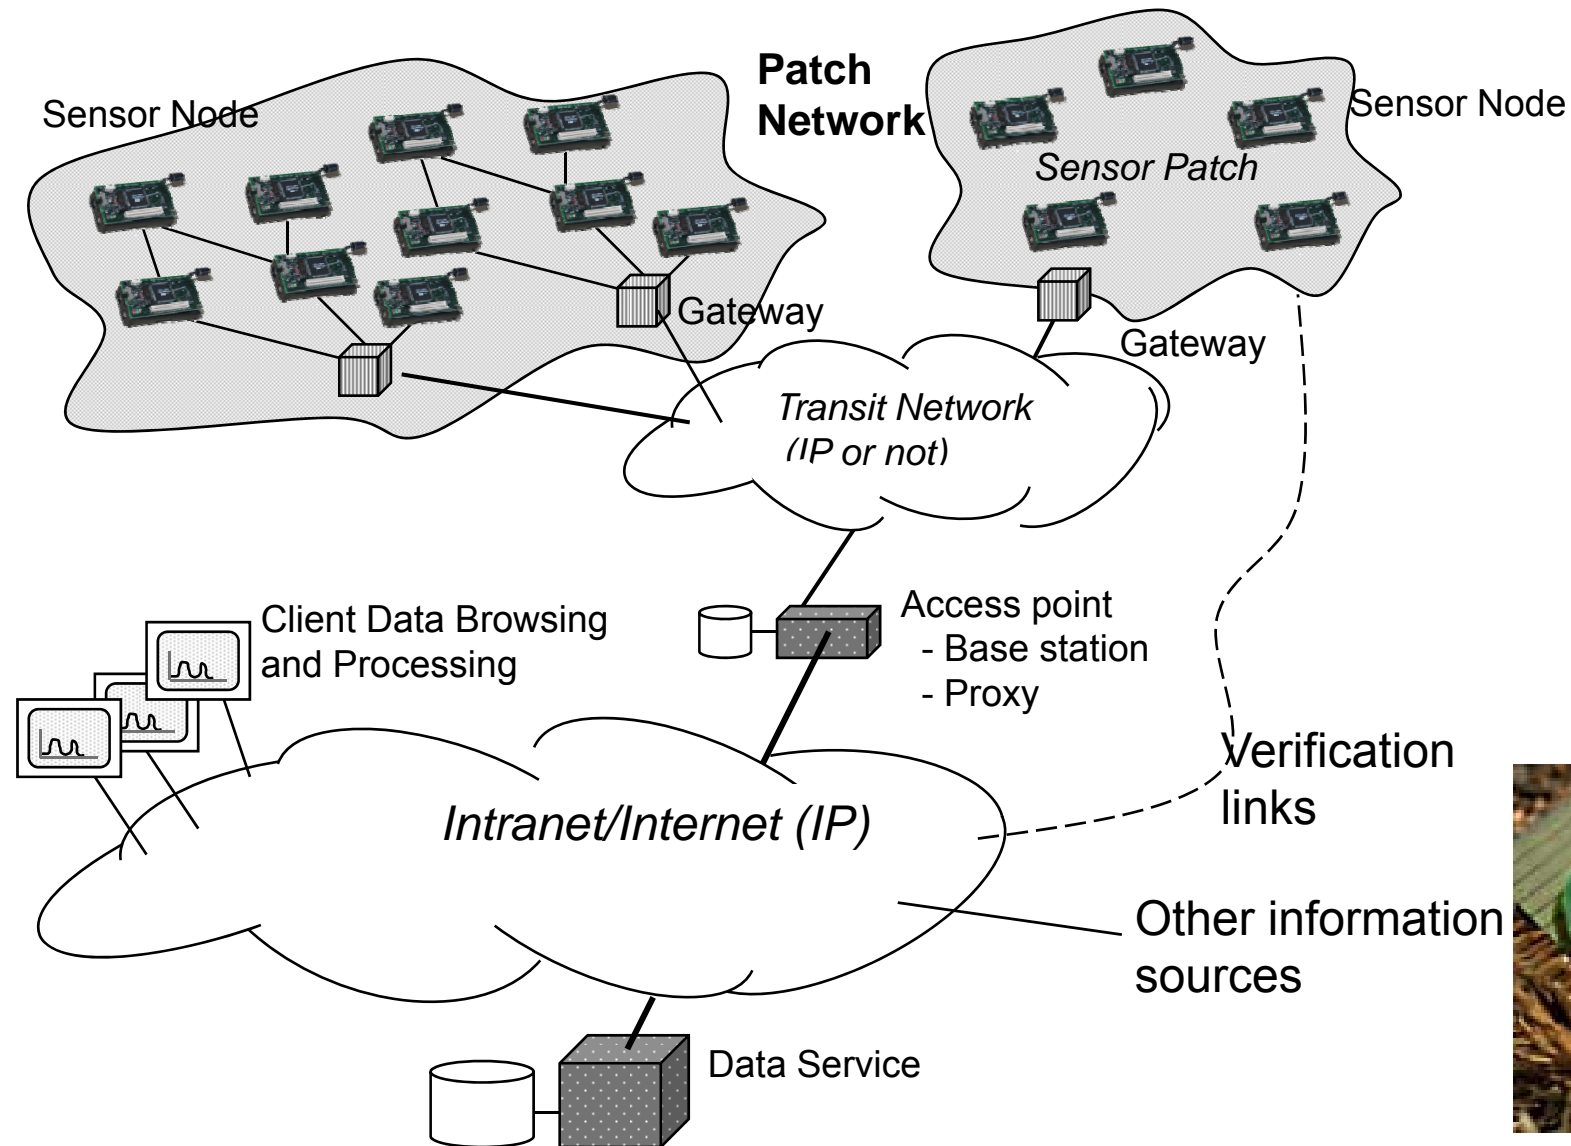 Patch
Network
Sensor Node
Sensor Node
Sensor Patch
Gateway
Gateway
Transit Network
(IP or not)
Access point
- Base station
- Proxy
Client Data Browsing
and Processing
Verification
links
Intranet/Internet (IP)
Other information
sources
Data Service